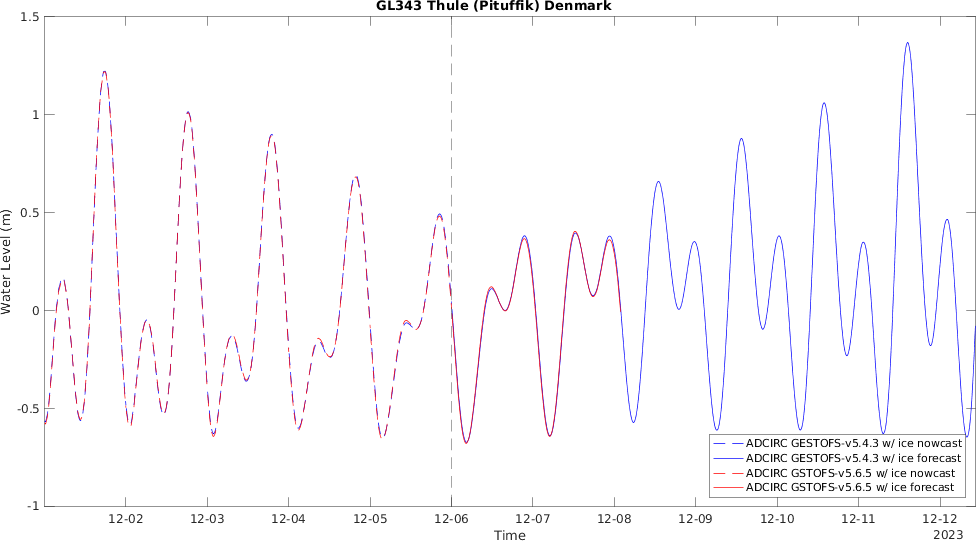 GL343 Thule (Pituffik) Denmark
1.5
1
0.5
0
-0.5
-1
Water Level (m)
12-02 12-03 12-04 12-05 12-06 12-07 12-08 12-09 12-10 12-11 12-12
Time
2023
ADCIRC GESTOFS-v5.4.3 w/ ice nowcast
ADCIRC GESTOFS-v5.4.3 w/ ice forecast
ADCIRC GSTOFS-v5.6.5 w/ ice nowcast
ADCIRC GSTOFS-v5.6.5 w/ ice forecast